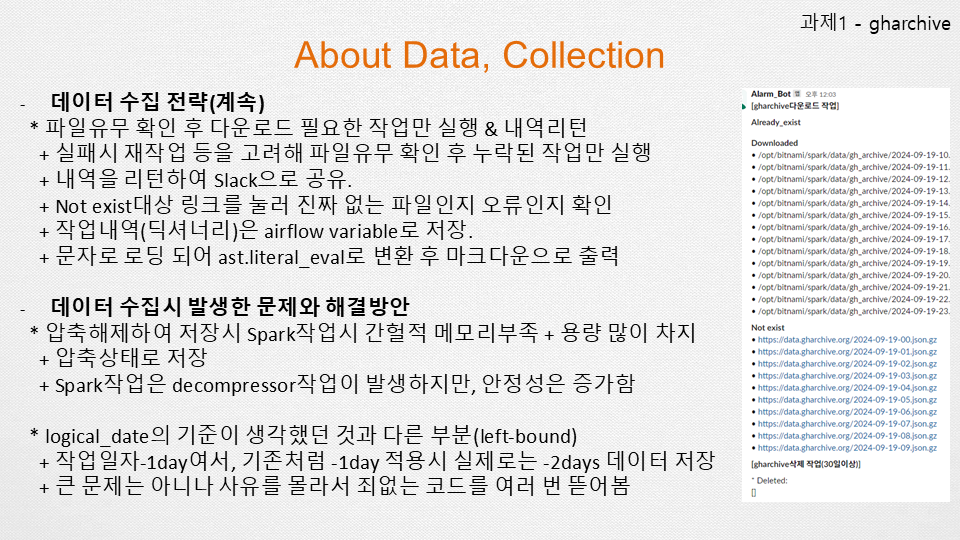 과제1 - gharchive
About Data, Collection
- 데이터 수집 전략(계속)
* 파일유무 확인 후 다운로드 필요한 작업만 실행 & 내역리턴
+ 실패시 재작업 등을 고려해 파일유무 확인 후 누락된 작업만 실행
+ 내역을 리턴하여 Slack으로 공유.
+ Not exist대상 링크를 눌러 진짜 없는 파일인지 오류인지 확인
+ 작업내역(딕셔너리)은 airflow variable로 저장.
+ 문자로 로딩 되어 ast.literal_eval로 변환 후 마크다운으로 출력
- 데이터 수집시 발생한 문제와 해결방안
* 압축해제하여 저장시 Spark작업시 간헐적 메모리부족 + 용량 많이 차지
+ 압축상태로 저장
+ Spark작업은 decompressor작업이 발생하지만, 안정성은 증가함
* logical_date의 기준이 생각했던 것과 다른 부분(left-bound)
+ 작업일자-1day여서, 기존처럼 -1day 적용시 실제로는 -2days 데이터 저장
+ 큰 문제는 아니나 사유를 몰라서 죄없는 코드를 여러 번 뜯어봄
Alarm_Bot 앱 오후 12:03
[gharchive다운로드 작업]
Already_exist
Downloaded
• /opt/bitnami/spark/data/gh_archive/2024-09-19-10.
• /opt/bitnami/spark/data/gh_archive/2024-09-19-11.
• /opt/bitnami/spark/data/gh_archive/2024-09-19-12.
• /opt/bitnami/spark/data/gh_archive/2024-09-19-13.
• /opt/bitnami/spark/data/gh_archive/2024-09-19-14.
• /opt/bitnami/spark/data/gh_archive/2024-09-19-15.
• /opt/bitnami/spark/data/gh_archive/2024-09-19-16.
• /opt/bitnami/spark/data/gh_archive/2024-09-19-17.
• /opt/bitnami/spark/data/gh_archive/2024-09-19-18.
• /opt/bitnami/spark/data/gh_archive/2024-09-19-19.
• /opt/bitnami/spark/data/gh_archive/2024-09-19-20.
• /opt/bitnami/spark/data/gh_archive/2024-09-19-21.
• /opt/bitnami/spark/data/gh_archive/2024-09-19-22.
• /opt/bitnami/spark/data/gh_archive/2024-09-19-23.
Not exist
• https://data.gharchive.org/2024-09-19-00.json.gz
• https://data.gharchive.org/2024-09-19-01.json.gz
• https://data.gharchive.org/2024-09-19-02.json.gz
• https://data.gharchive.org/2024-09-19-03.json.gz
• https://data.gharchive.org/2024-09-19-04.json.gz
• https://data.gharchive.org/2024-09-19-05.json.gz
• https://data.gharchive.org/2024-09-19-06.json.gz
• https://data.gharchive.org/2024-09-19-07.json.gz
• https://data.gharchive.org/2024-09-19-08.json.gz
• https://data.gharchive.org/2024-09-19-09.json.gz
[gharchive삭제 작업(30일이상)]
* Deleted:
[]